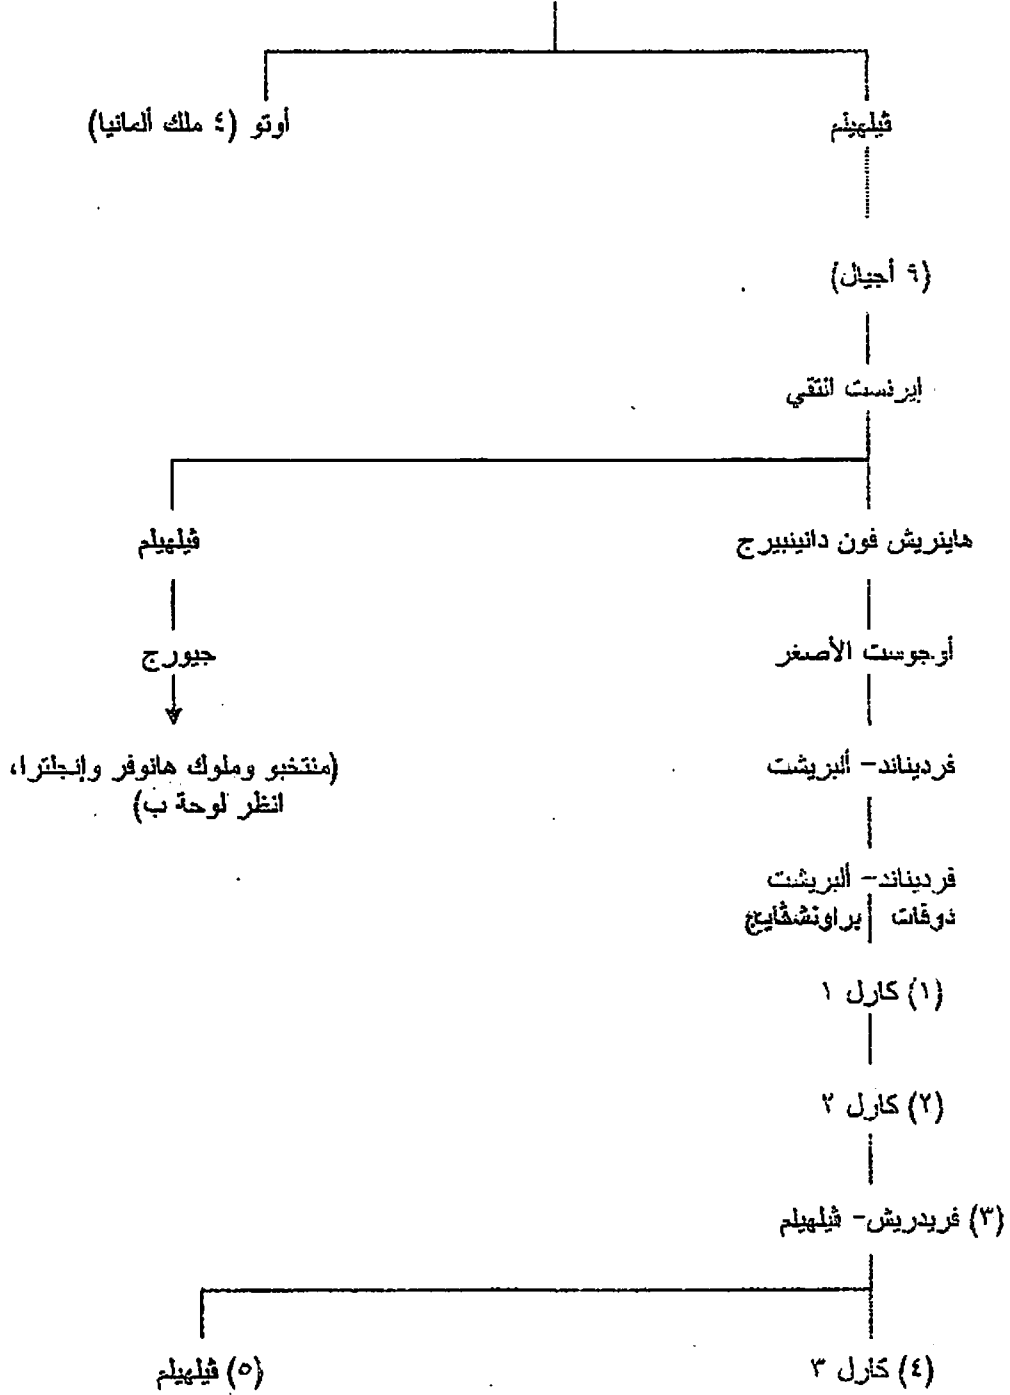 ڤيلهيلم
أوتو (٤ ملك ألمانيا)
(٩ أجيال)
إيرنست التقي
هاينريش فون دانينبيرج
ڤيلهيلم
أوجوست الأصغر
جيورج
فرديناند- ألبريشت
(منتخبو وملوك هانوفر وإنجلترا،
انظر لوحة ب)
فرديناند- ألبريشت
دوقات براونشڤايج
(١) كارل ١
(٢) كارل ٢
(٣) فريدريش- ڤيلهيلم
(٤) كارل ٣
(٥) ڤيلهيلم